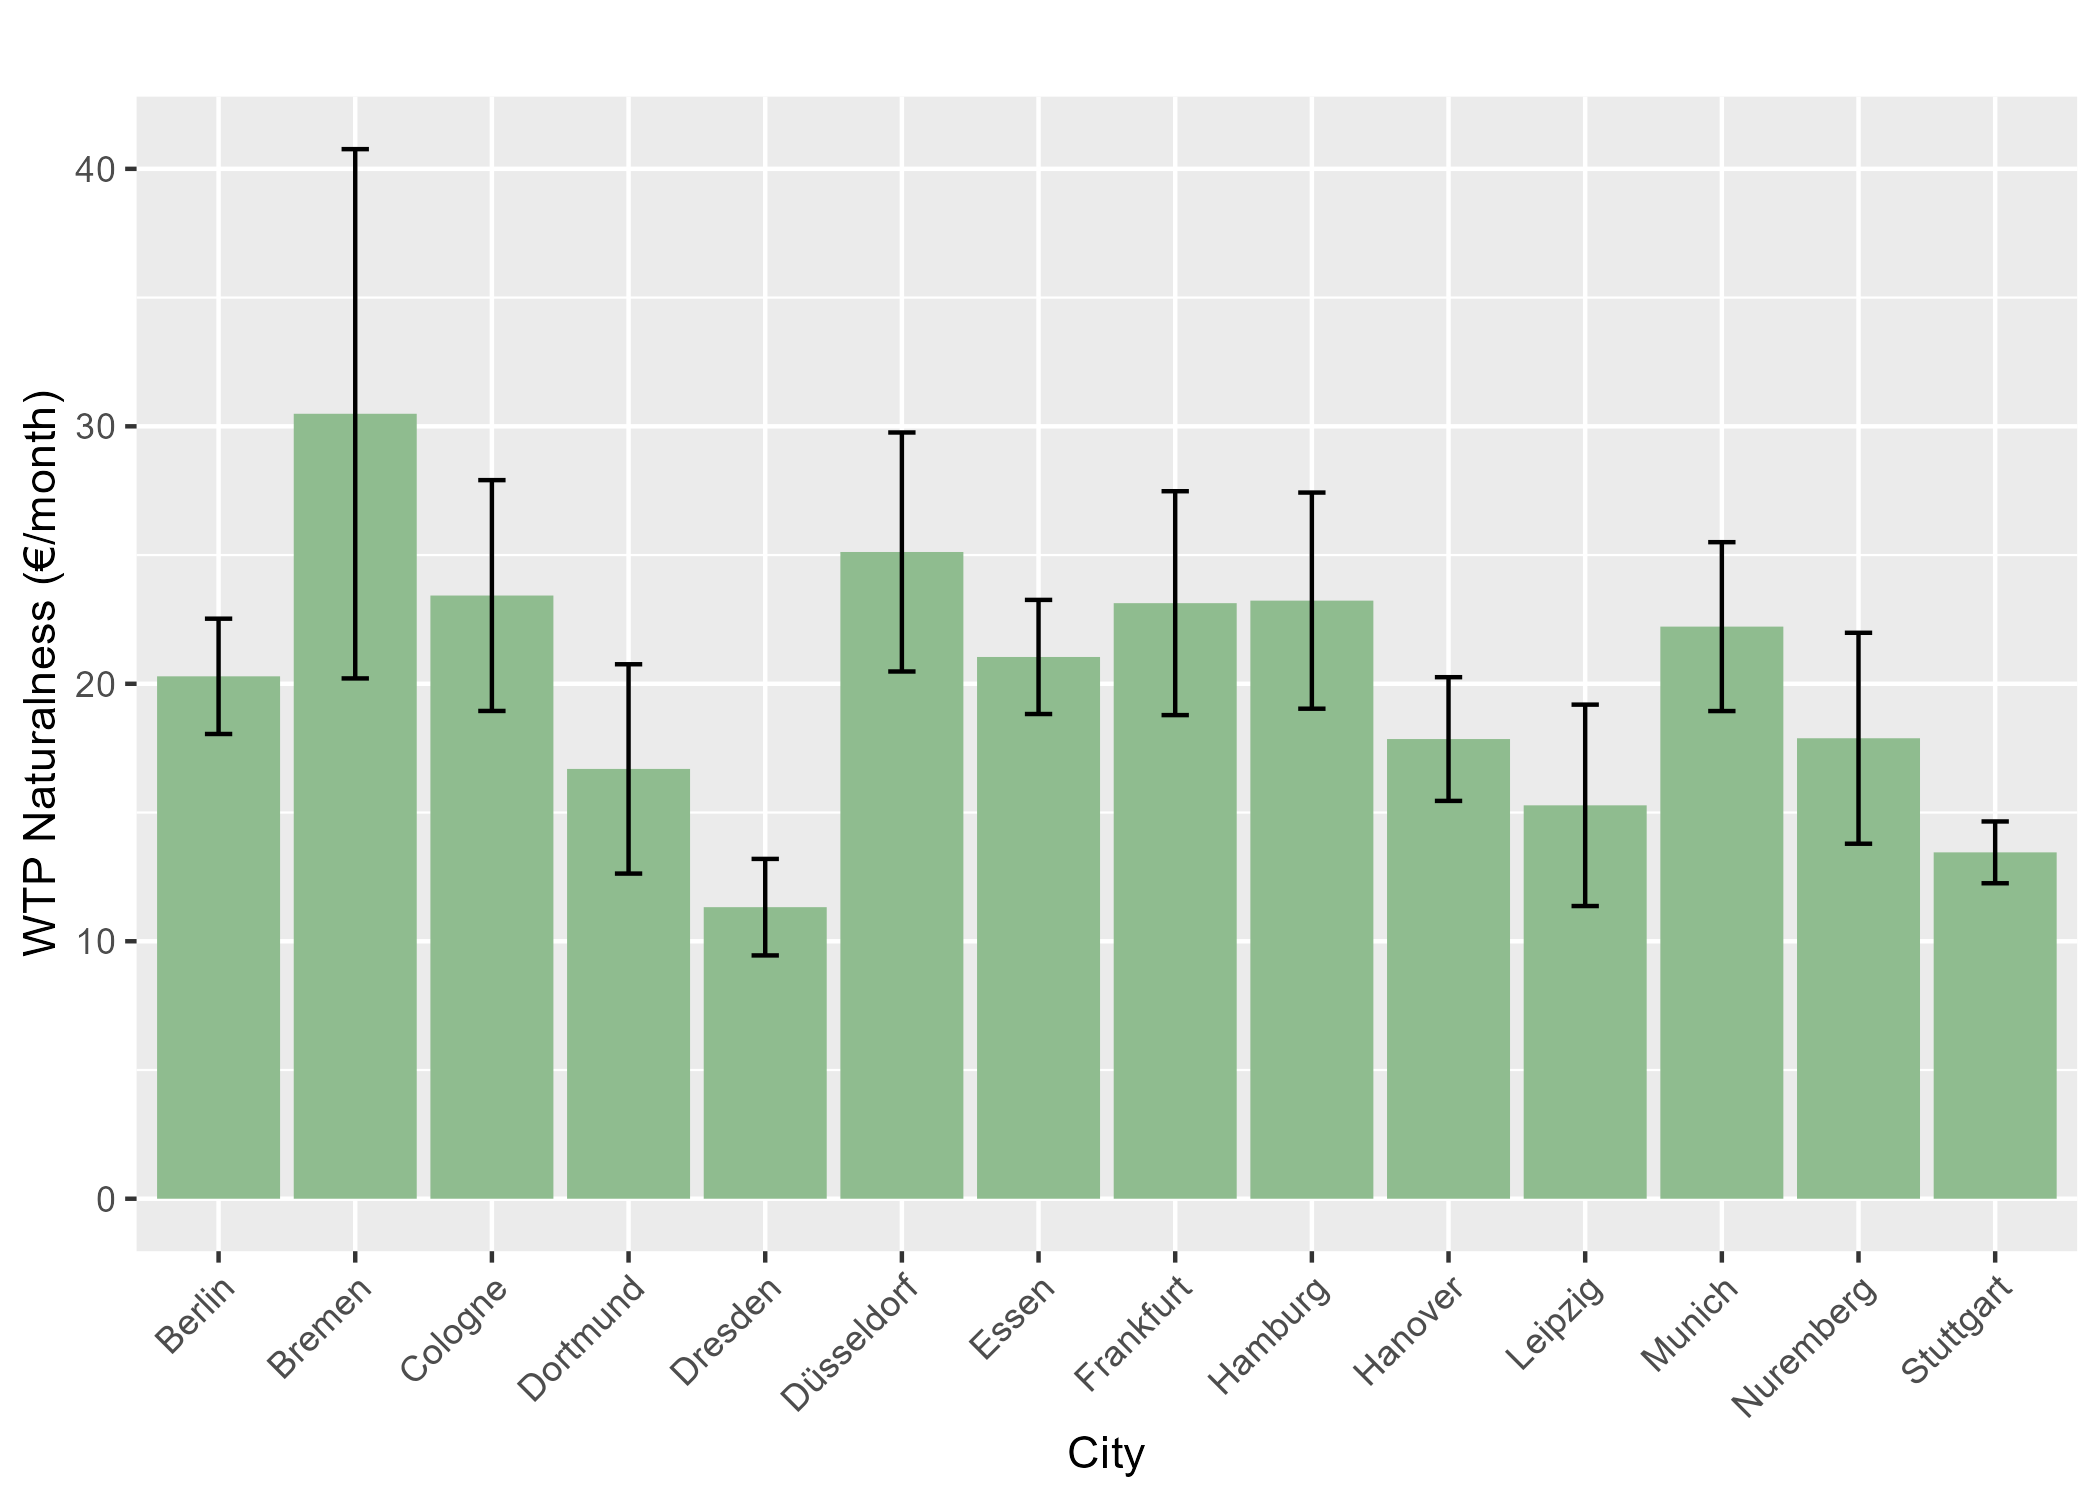 WTP Naturalness (€/month)
40
30
20
10
0
Berlin
Bremen
Cologne
Dortmund
Dresden
Düsseldorf
Essen
Frankfurt
Hamburg
Hanover
Leipzig
Munich
Nuremberg
Stuttgart
City